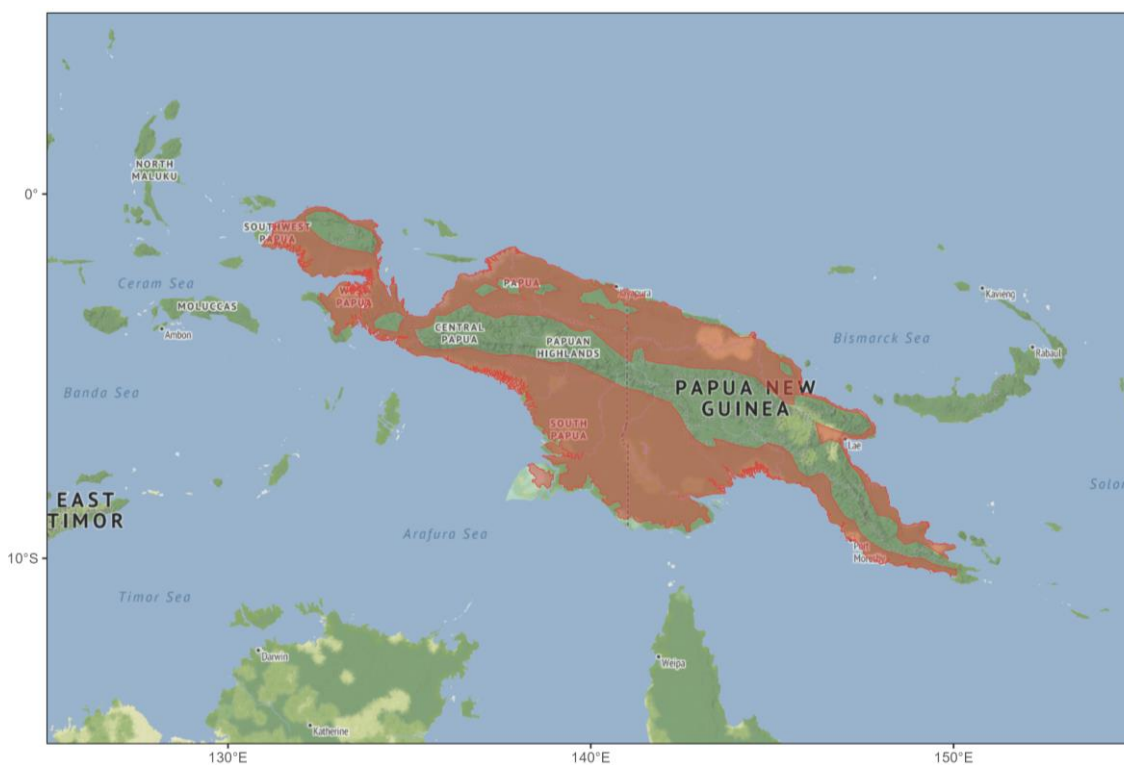 NORTH
MALUKU
0°
SOUTHWEST
PAPUA
Ceram Sea
PAPUA
Kavieng
PAPUA
MOLUCCAS
Ambon
CENTRAL
PAPUA
PAPUAN
HIGHLANDS
Bismarck Sea
Rabaul
Banda Sea
PAPUA NEW
GUINEA
SOUTH
PAPUA
Lae
EAST
TIMOR
Arafura Sea
10°S
Port
Timor Sea
Darwin
Weipa
Katherine
130°E
140°E
150°E